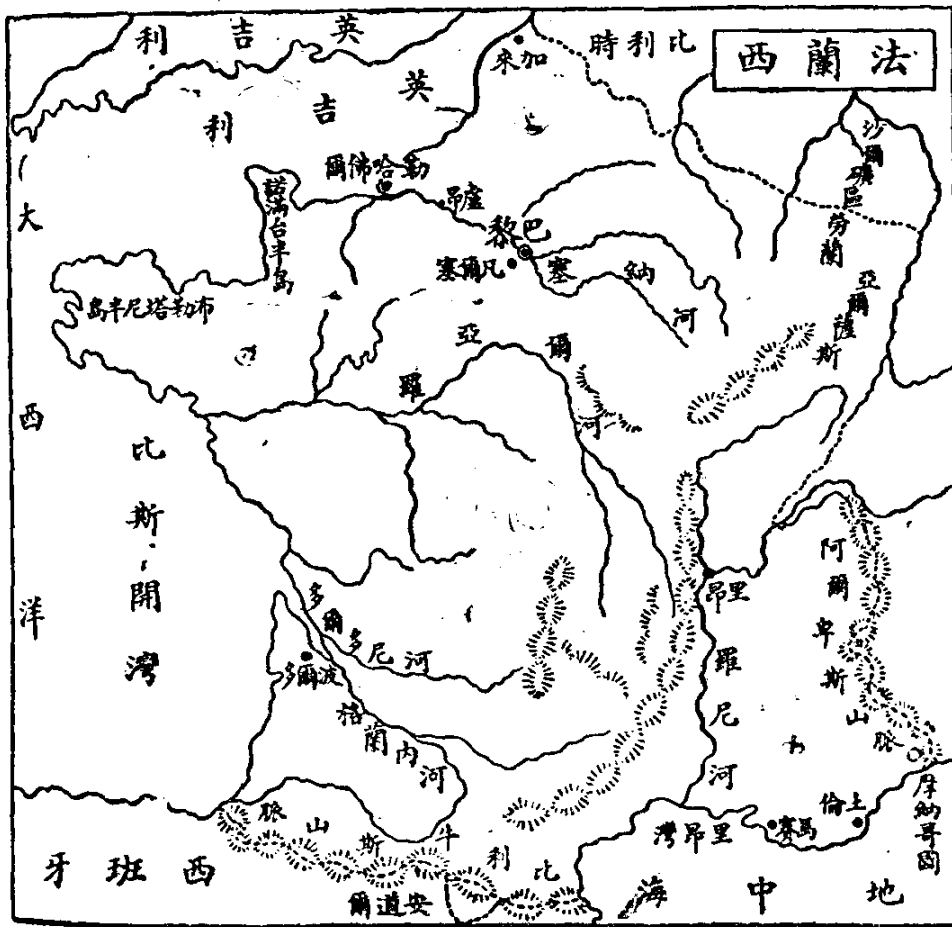 法蘭西
英吉利
英吉利
比利時
加來
沙爾礦區
勞蘭
亞爾薩斯
勒哈佛爾
盧昂
巴黎
凡爾塞
塞納河
諾滿台半島
布勒塔尼半島
羅亞爾河
大西洋
比斯開灣
多爾多尼河
波爾多
格蘭內河
里昂
羅尼河
阿爾卑斯山脈
摩納哥國
土倫
馬賽
里昂灣
比利牛斯山脈
安道爾
西班牙
地中海